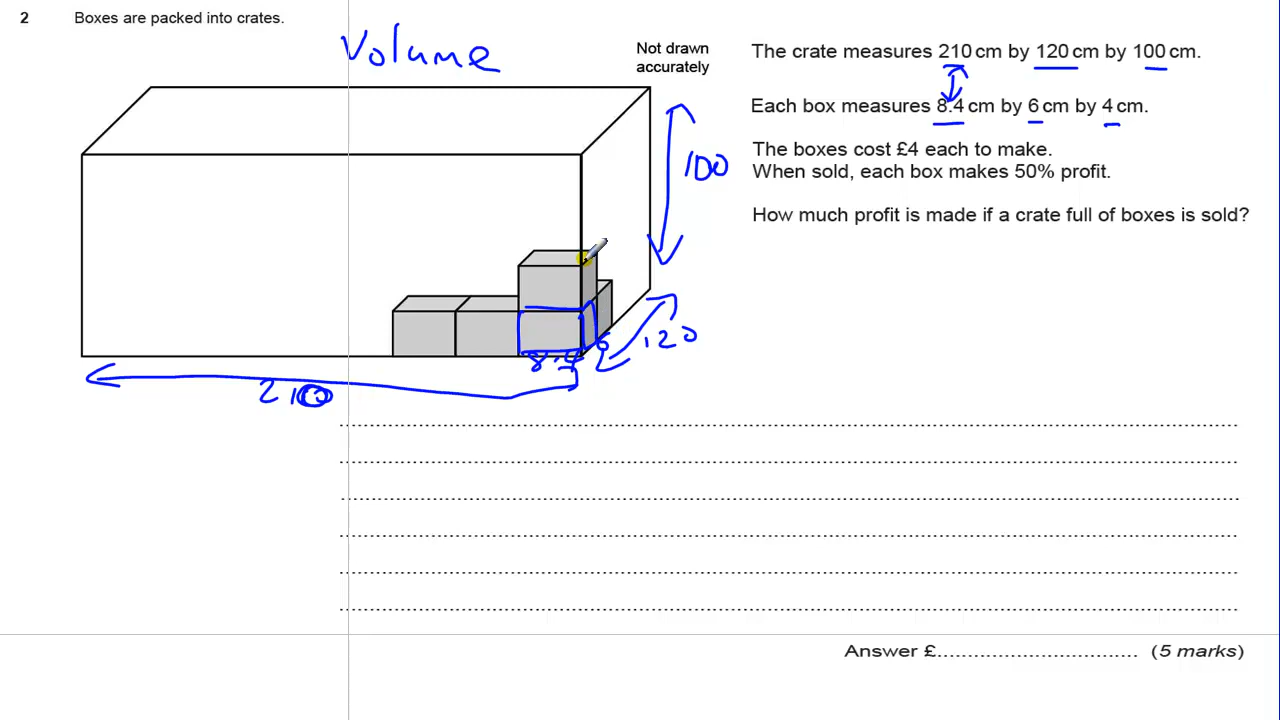 2 Boxes are packed into crates.
Volume
Not drawn
accurately
The crate measures 210 cm by 120 cm by 100 cm.
Each box measures 8.4 cm by 6 cm by 4 cm.
The boxes cost £4 each to make.
When sold, each box makes 50% profit.
How much profit is made if a crate full of boxes is sold?
100
120
8.4
6
210
Answer £.................................. (5 marks)